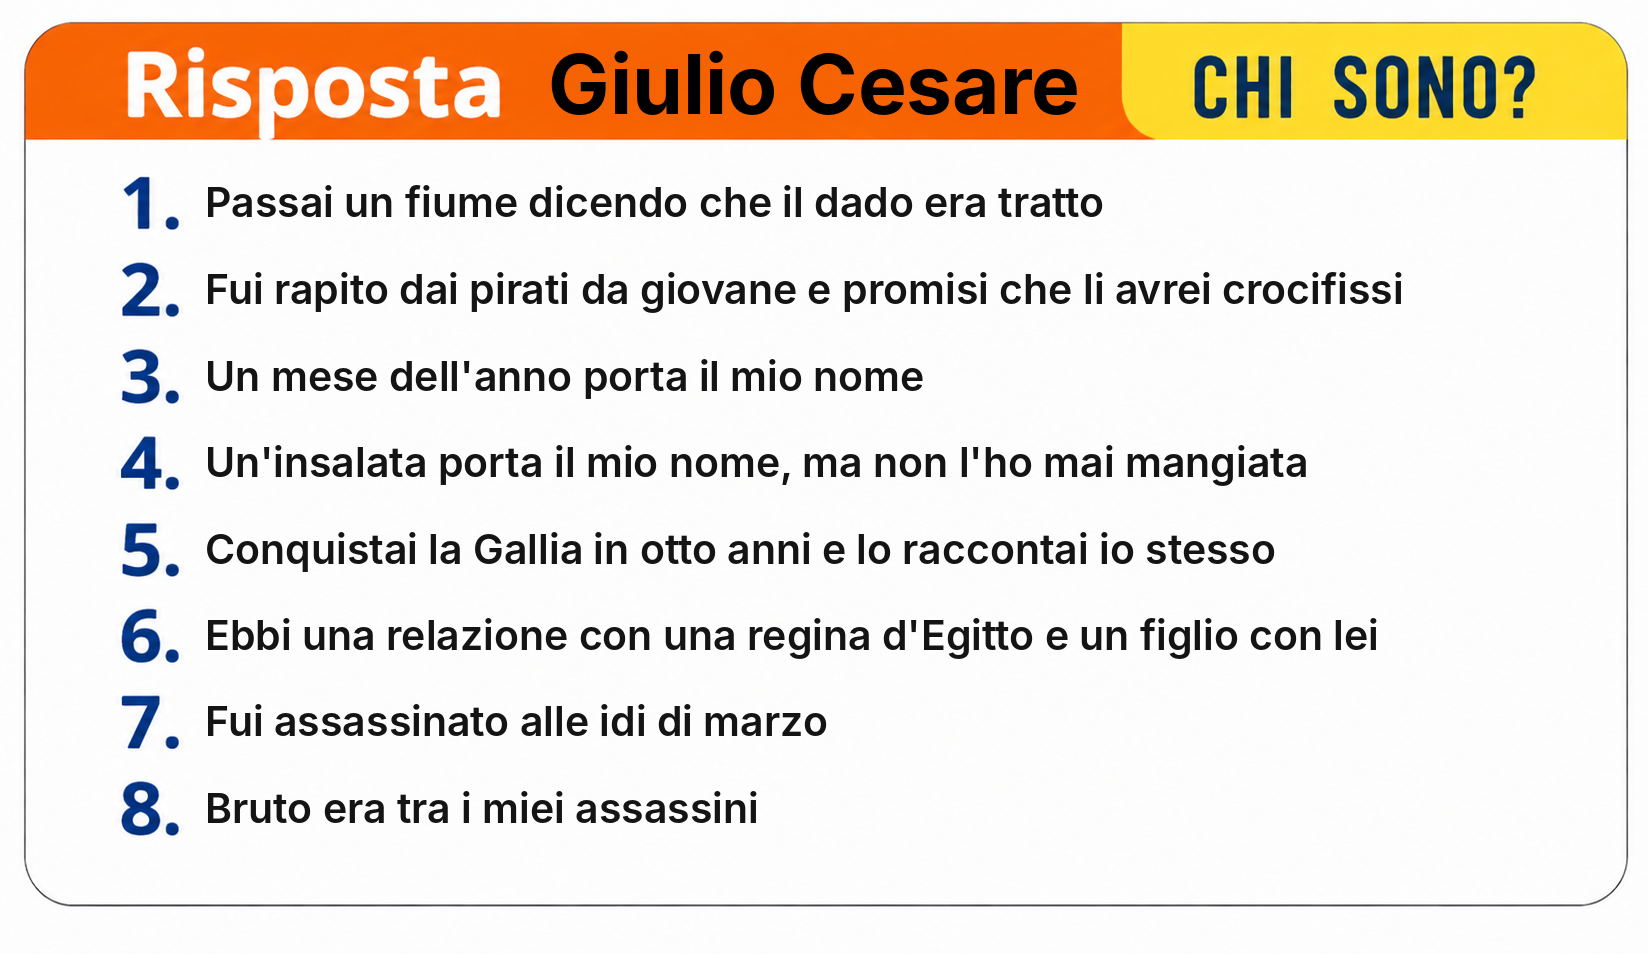 Risposta Giulio Cesare CHI SONO?
1. Passai un fiume dicendo che il dado era tratto
2. Fui rapito dai pirati da giovane e promisi che li avrei crocifissi
3. Un mese dell'anno porta il mio nome
4. Un'insalata porta il mio nome, ma non l'ho mai mangiata
5. Conquistai la Gallia in otto anni e lo raccontai io stesso
6. Ebbi una relazione con una regina d'Egitto e un figlio con lei
7. Fui assassinato alle idi di marzo
8. Bruto era tra i miei assassini